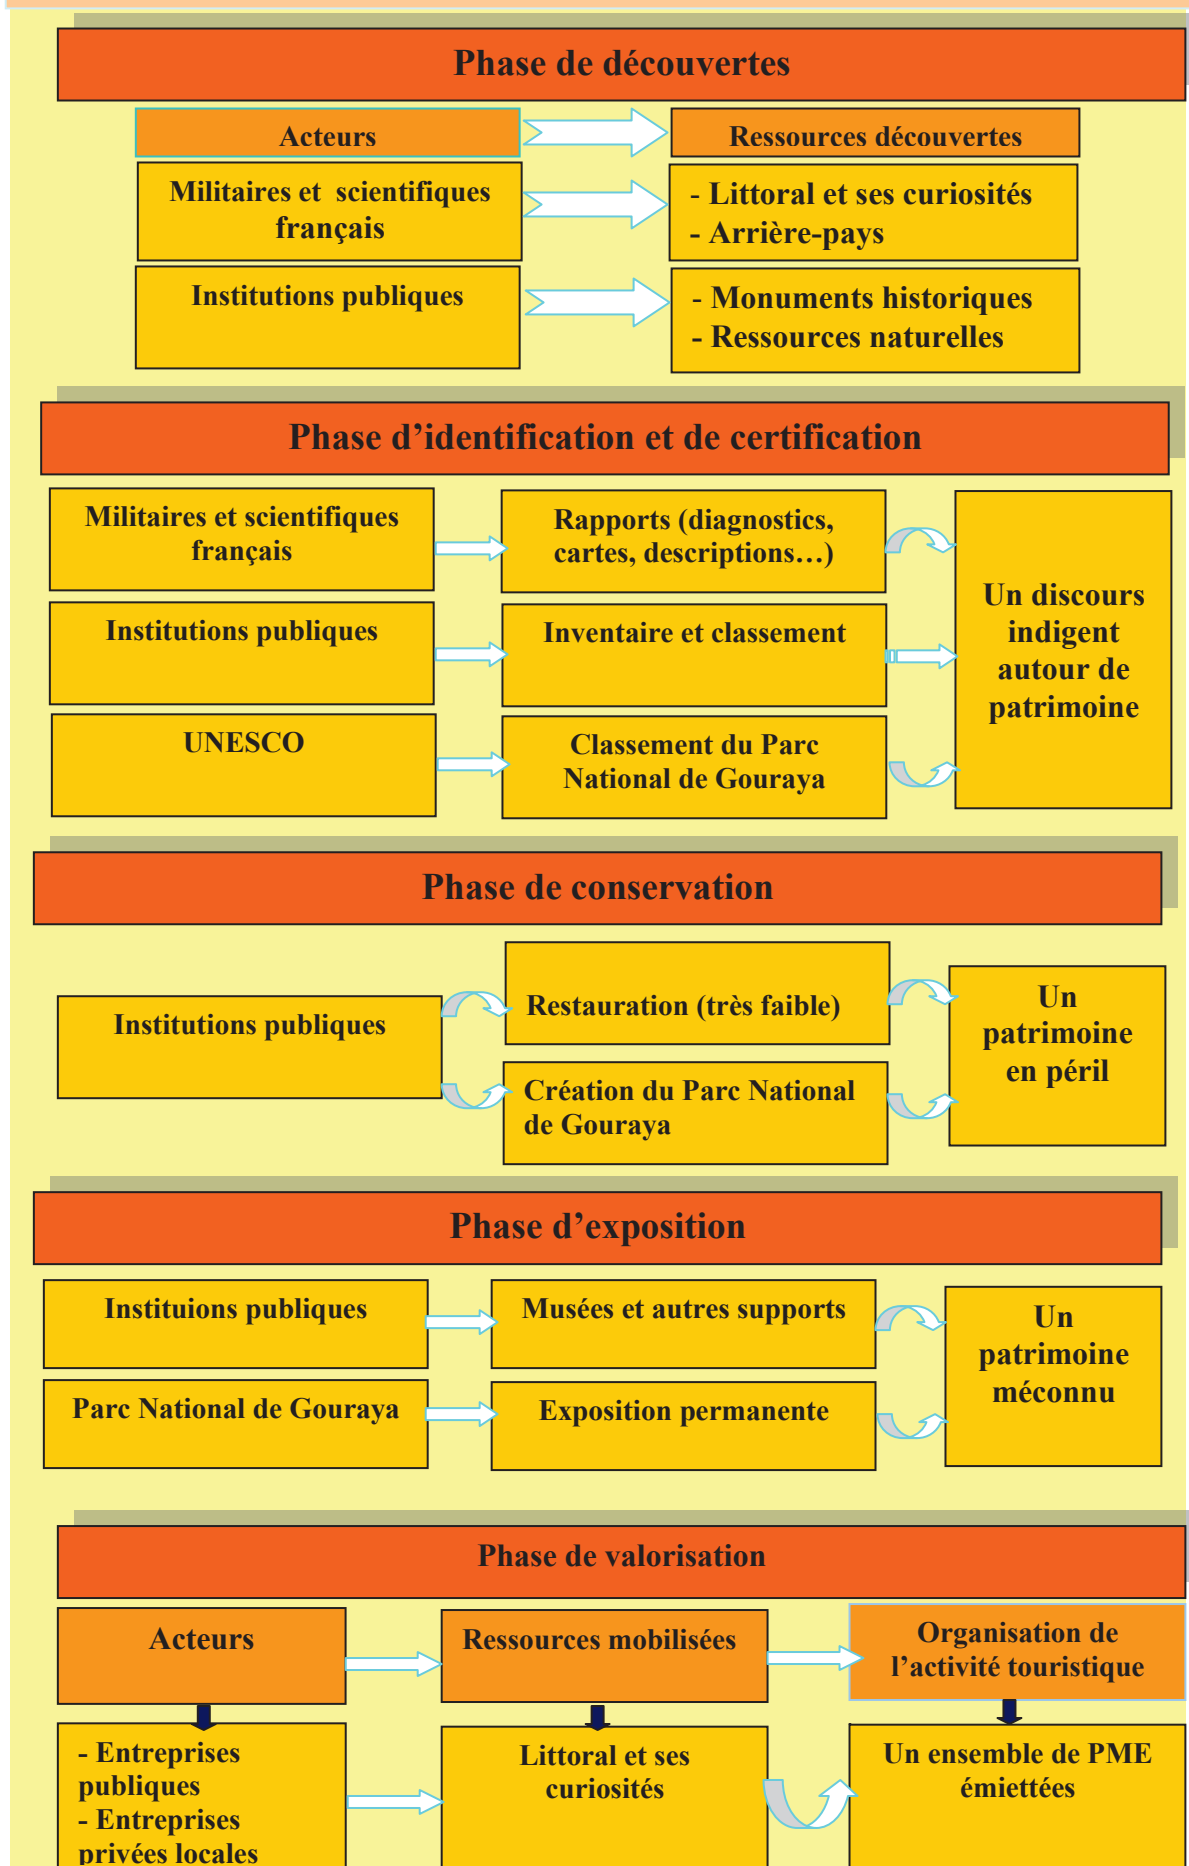 Phase de découvertes
Acteurs
Ressources découvertes
Militaires et scientifiques
français
- Littoral et ses curiosités
- Arrière-pays
Institutions publiques
- Monuments historiques
- Ressources naturelles
Phase d’identification et de certification
Militaires et scientifiques
français
Rapports (diagnostics,
cartes, descriptions…)
Institutions publiques
Inventaire et classement
UNESCO
Classement du Parc
National de Gouraya
Un discours
indigent
autour de
patrimoine
Phase de conservation
Institutions publiques
Restauration (très faible)
Création du Parc National
de Gouraya
Un
patrimoine
en péril
Phase d’exposition
Instituions publiques
Musées et autres supports
Parc National de Gouraya
Exposition permanente
Un
patrimoine
méconnu
Phase de valorisation
Acteurs
Ressources mobilisées
Organisation de
l’activité touristique
- Entreprises
publiques
- Entreprises
privées locales
Littoral et ses
curiosités
Un ensemble de PME
émiettées